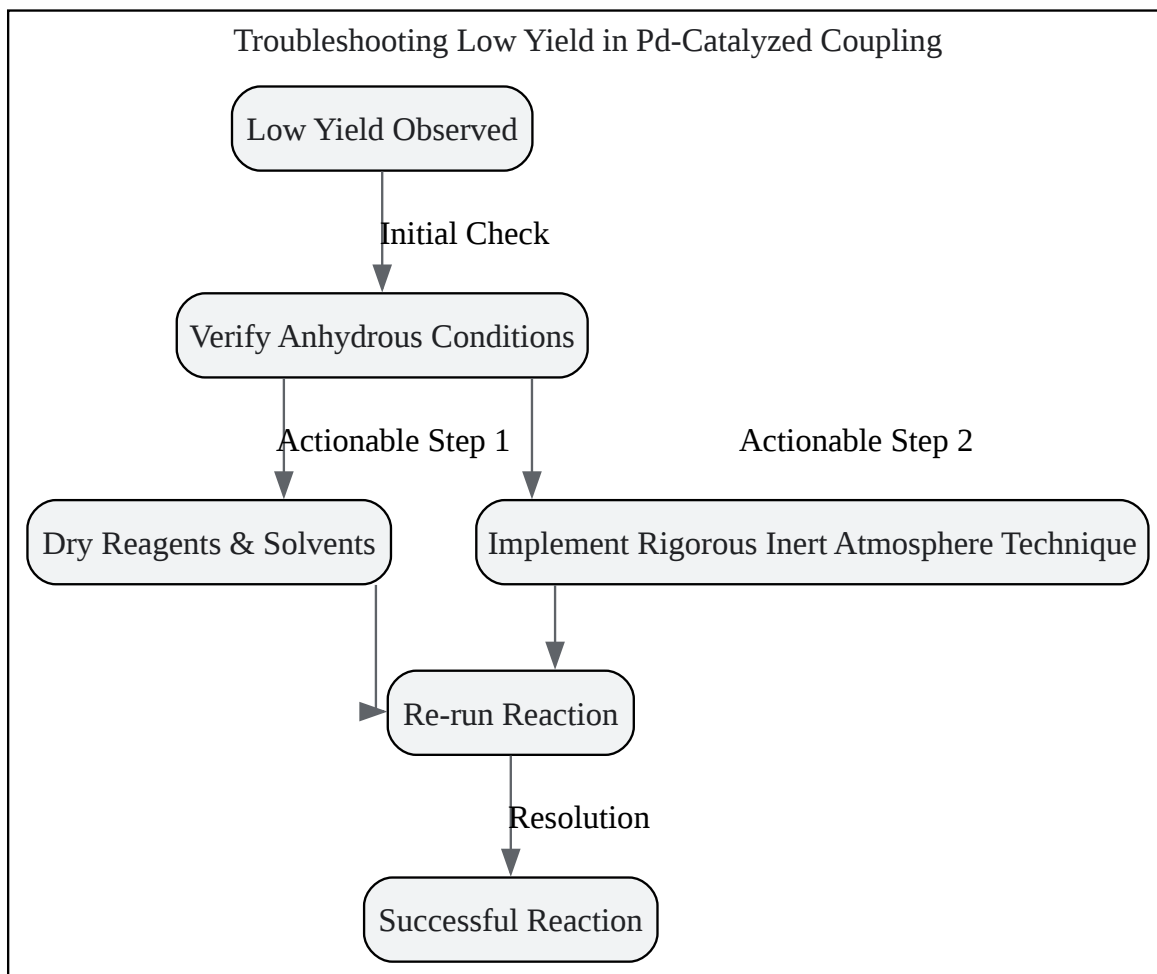 Troubleshooting Low Yield in Pd-Catalyzed Coupling
Low Yield Observed
Initial Check
Verify Anhydrous Conditions
Actionable Step 1
Actionable Step 2
Dry Reagents & Solvents
Implement Rigorous Inert Atmosphere Technique
Re-run Reaction
Resolution
Successful Reaction